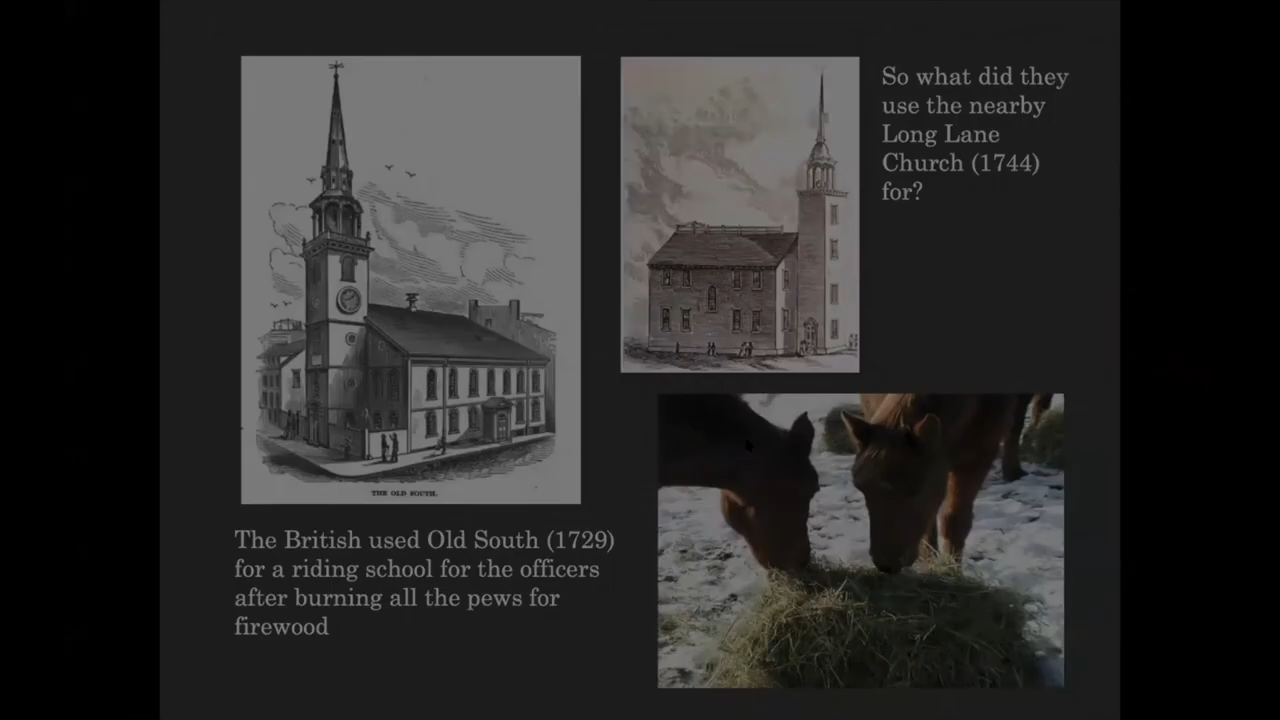 THE OLD SOUTH.
The British used Old South (1729)
for a riding school for the officers
after burning all the pews for
firewood
So what did they
use the nearby
Long Lane
Church (1744)
for?